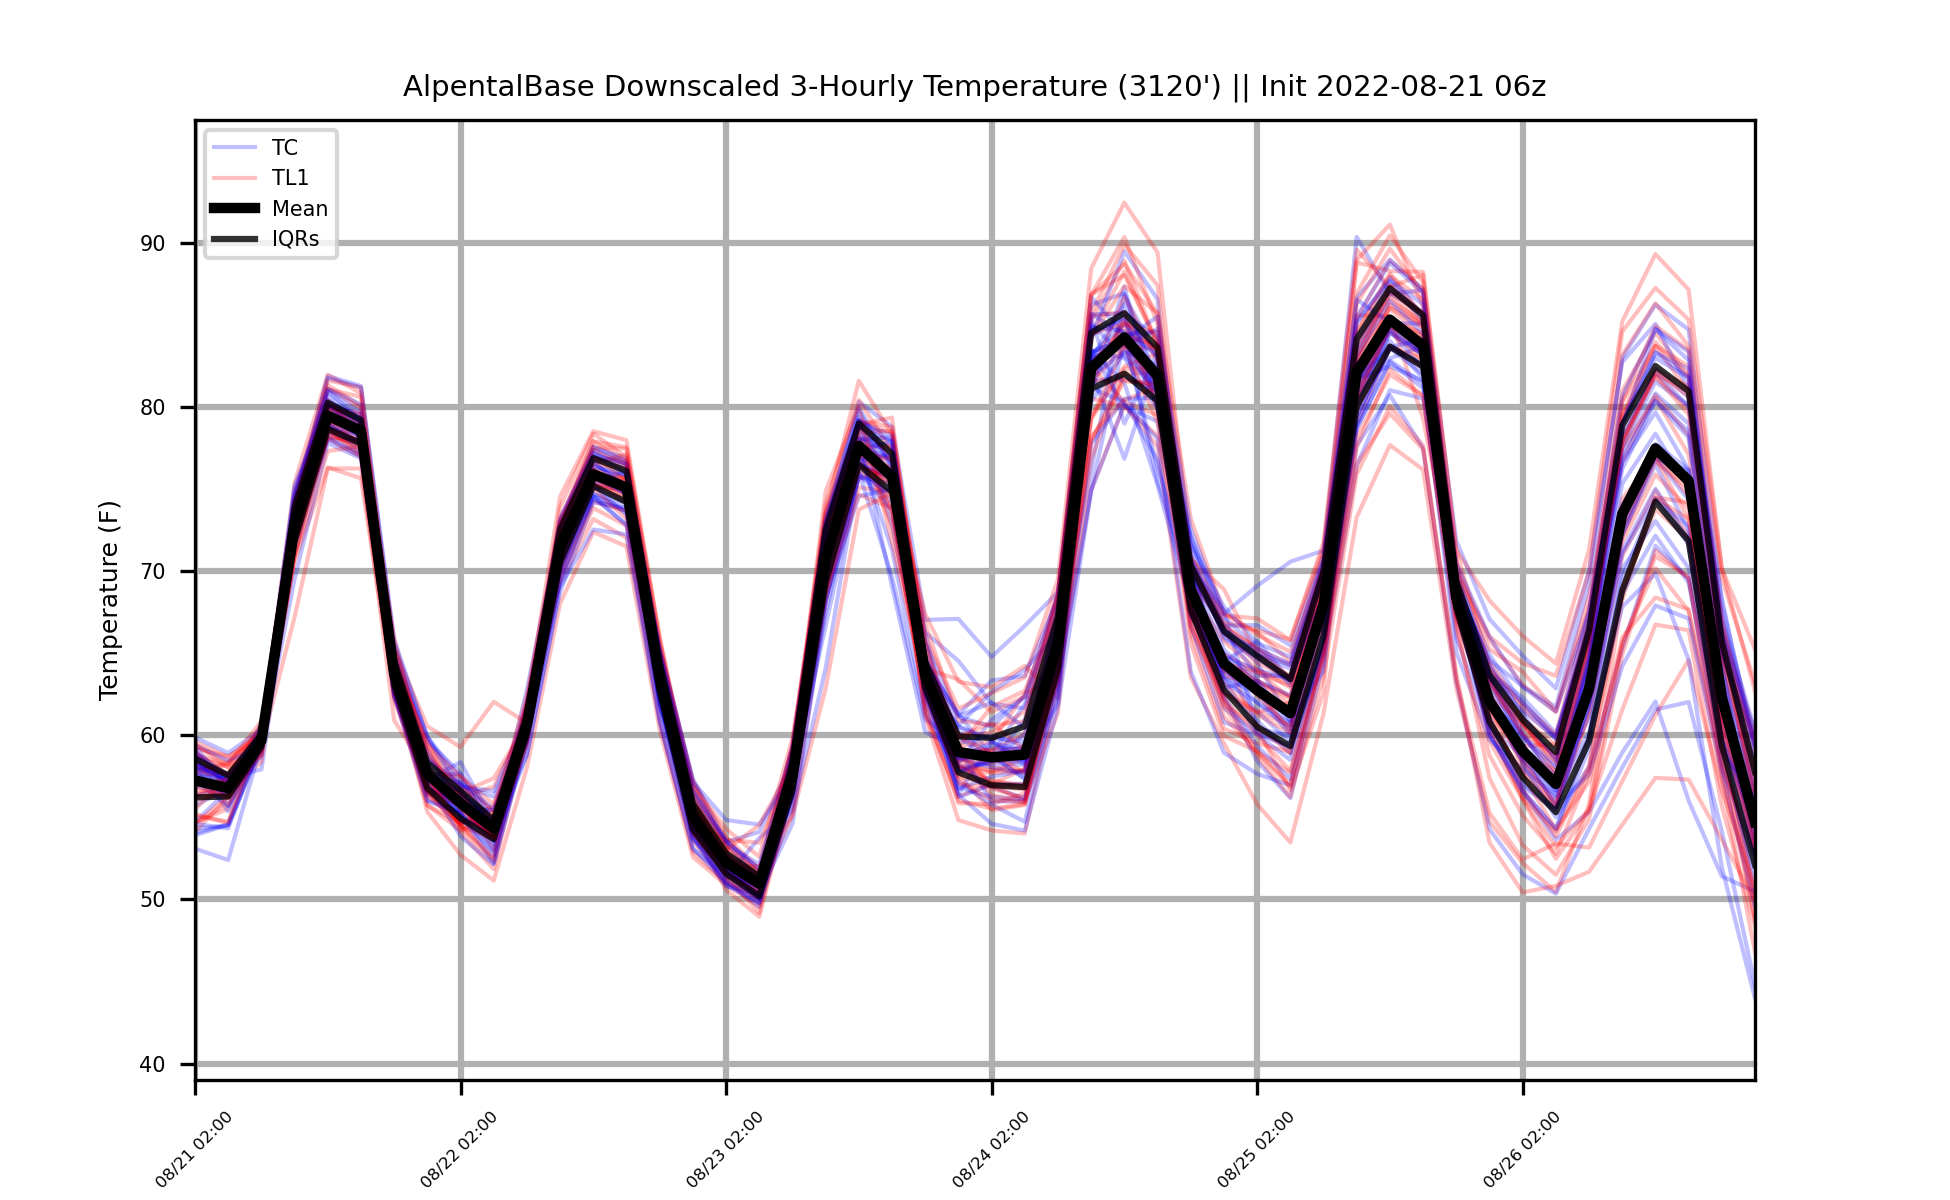 AlpentalBase Downscaled 3-Hourly Temperature (3120') || Init 2022-08-21 06z
TC
TL1
Mean
IQRs
Temperature (F)
90
80
70
60
50
40
08/21 02:00
08/22 02:00
08/23 02:00
08/24 02:00
08/25 02:00
08/26 02:00